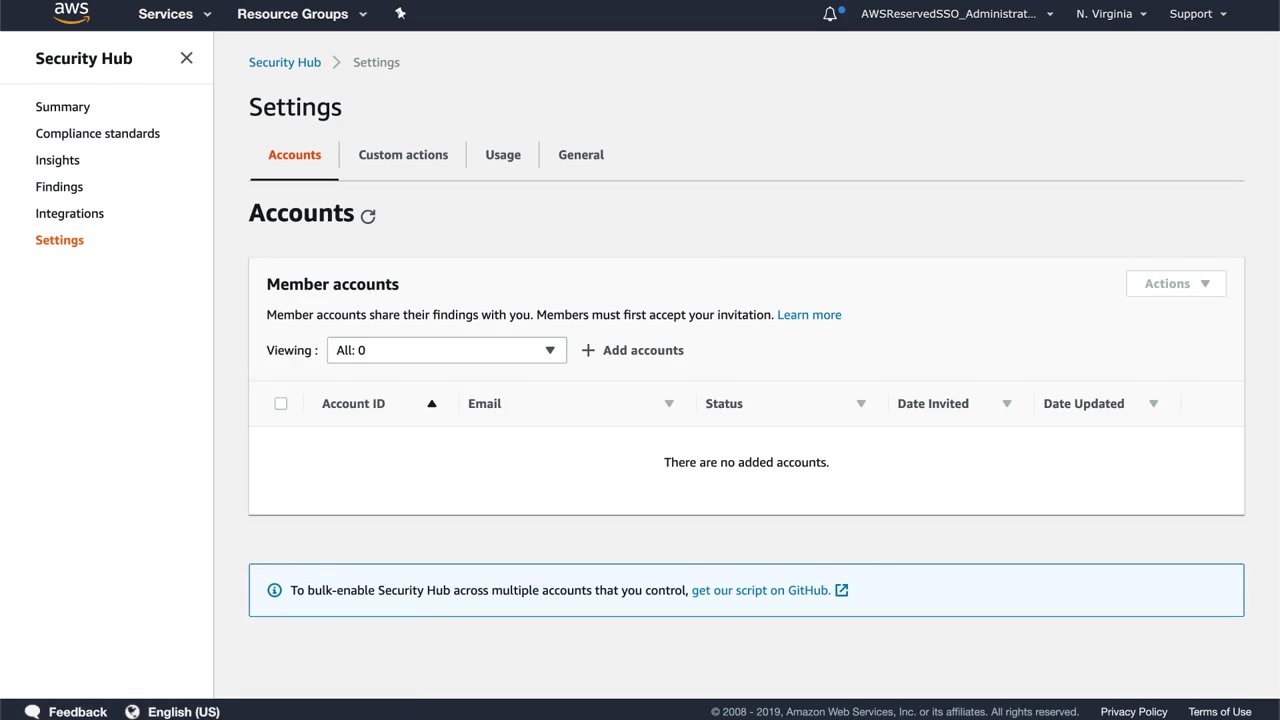 aws Services Resource Groups AWSReservedSSO_Administrat... N. Virginia Support
Security Hub
Summary
Compliance standards
Insights
Findings
Integrations
Settings
Security Hub Settings
Settings
Accounts Custom actions Usage General
Accounts
Member accounts Actions
Member accounts share their findings with you. Members must first accept your invitation. Learn more
Viewing : All: 0 Add accounts
Account ID Email Status Date Invited Date Updated
There are no added accounts.
To bulk-enable Security Hub across multiple accounts that you control, get our script on GitHub.
Feedback English (US) © 2008 - 2019, Amazon Web Services, Inc. or its affiliates. All rights reserved. Privacy Policy Terms of Use